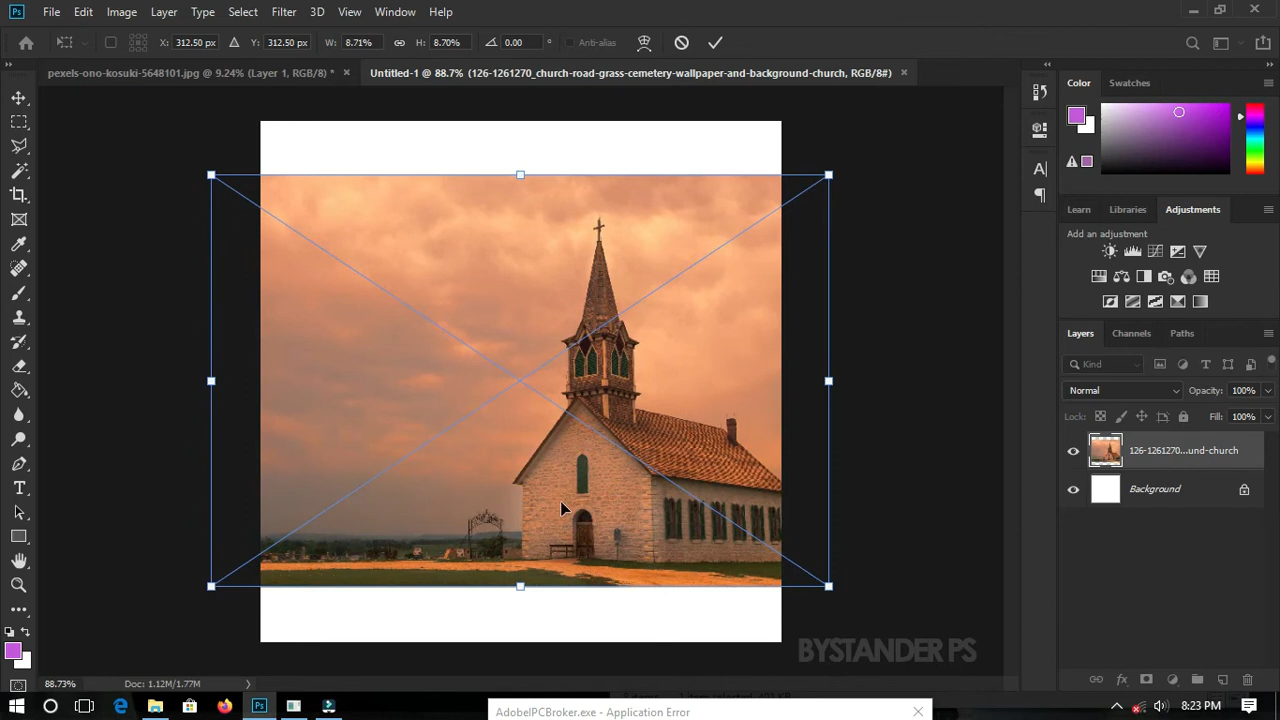 Ps File Edit Image Layer Type Select Filter 3D View Window Help
X: 312.50 px Y: 312.50 px W: 8.71% H: 8.70% 0.00 ° Anti-alias
pexels-ono-kosuki-5648101.jpg @ 9.24% (Layer 1, RGB/8) * × Untitled-1 @ 88.7% (126-1261270_church-road-grass-cemetery-wallpaper-and-background-church, RGB/8#) ×
Color Swatches
Learn Libraries Adjustments
Add an adjustment
Layers Channels Paths
Kind
Normal Opacity: 100%
Lock: Fill: 100%
126-1261270...und-church
Background
BYSTANDER PS
88.73% Doc: 1.12M/1.77M
AdobeIPCBroker.exe - Application Error
8:23 PM